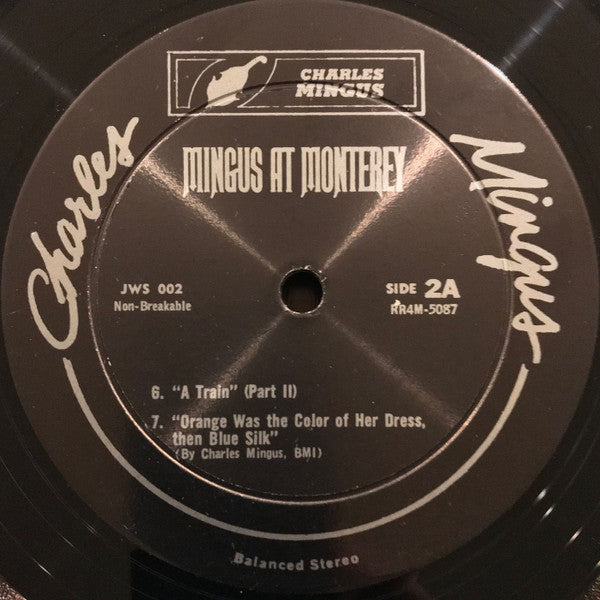 CHARLES
MINGUS
Charles Mingus
MINGUS AT MONTEREY
JWS 002
Non-Breakable
SIDE 2A
RR4M-5087
6. "A Train" (Part II)
7. "Orange Was the Color of Her Dress,
then Blue Silk"
(By Charles Mingus, BMI)
Balanced Stereo